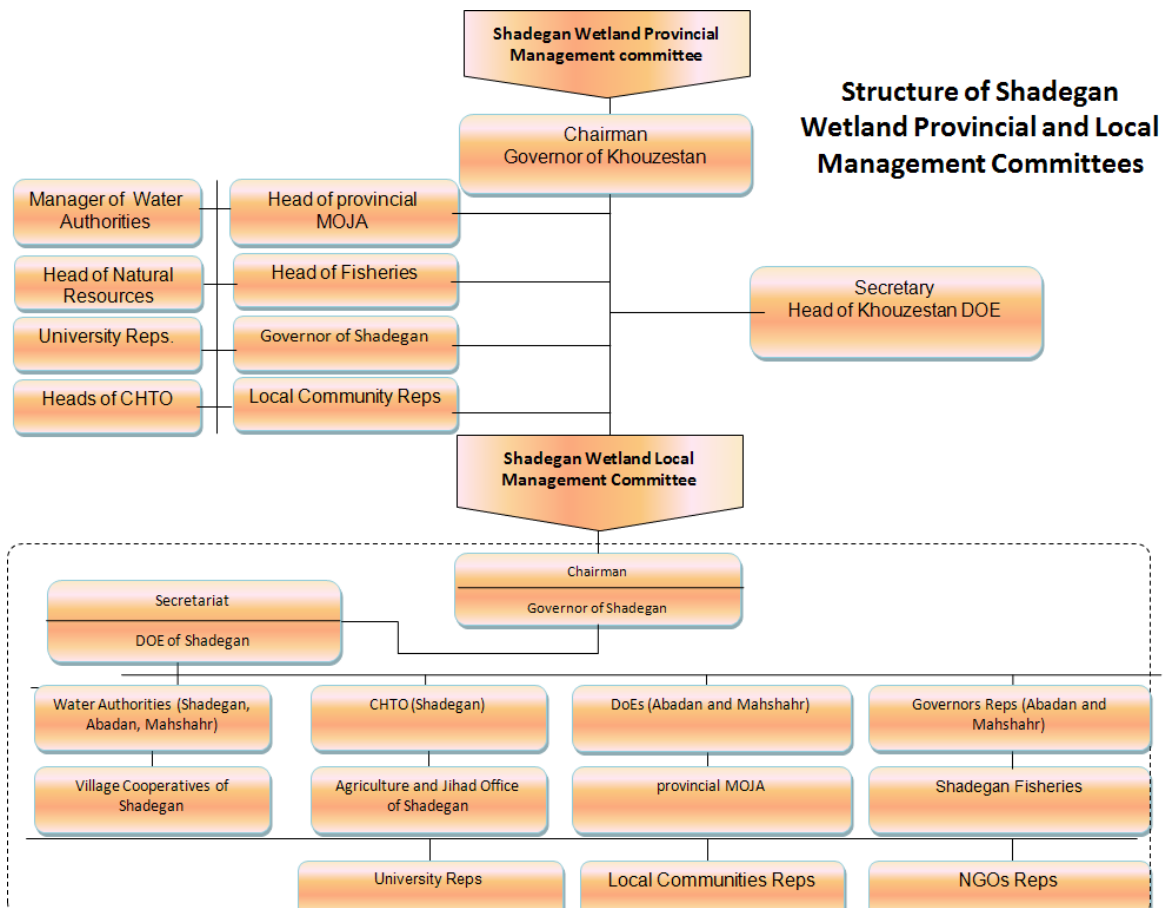 Shadegan Wetland Provincial
Management committee
Structure of Shadegan
Wetland Provincial and Local
Management Committees
Chairman
Governor of Khouzestan
Manager of Water
Authorities
Head of provincial
MOJA
Head of Natural
Resources
Head of Fisheries
Secretary
Head of Khouzestan DOE
University Reps.
Governor of Shadegan
Heads of CHTO
Local Community Reps
Shadegan Wetland Local
Management Committee
Chairman
Governor of Shadegan
Secretariat
DOE of Shadegan
Water Authorities (Shadegan,
Abadan, Mahshahr)
CHTO (Shadegan)
DoEs (Abadan and Mahshahr)
Governors Reps (Abadan and
Mahshahr)
Village Cooperatives of
Shadegan
Agriculture and Jihad Office
of Shadegan
provincial MOJA
Shadegan Fisheries
University Reps
Local Communities Reps
NGOs Reps